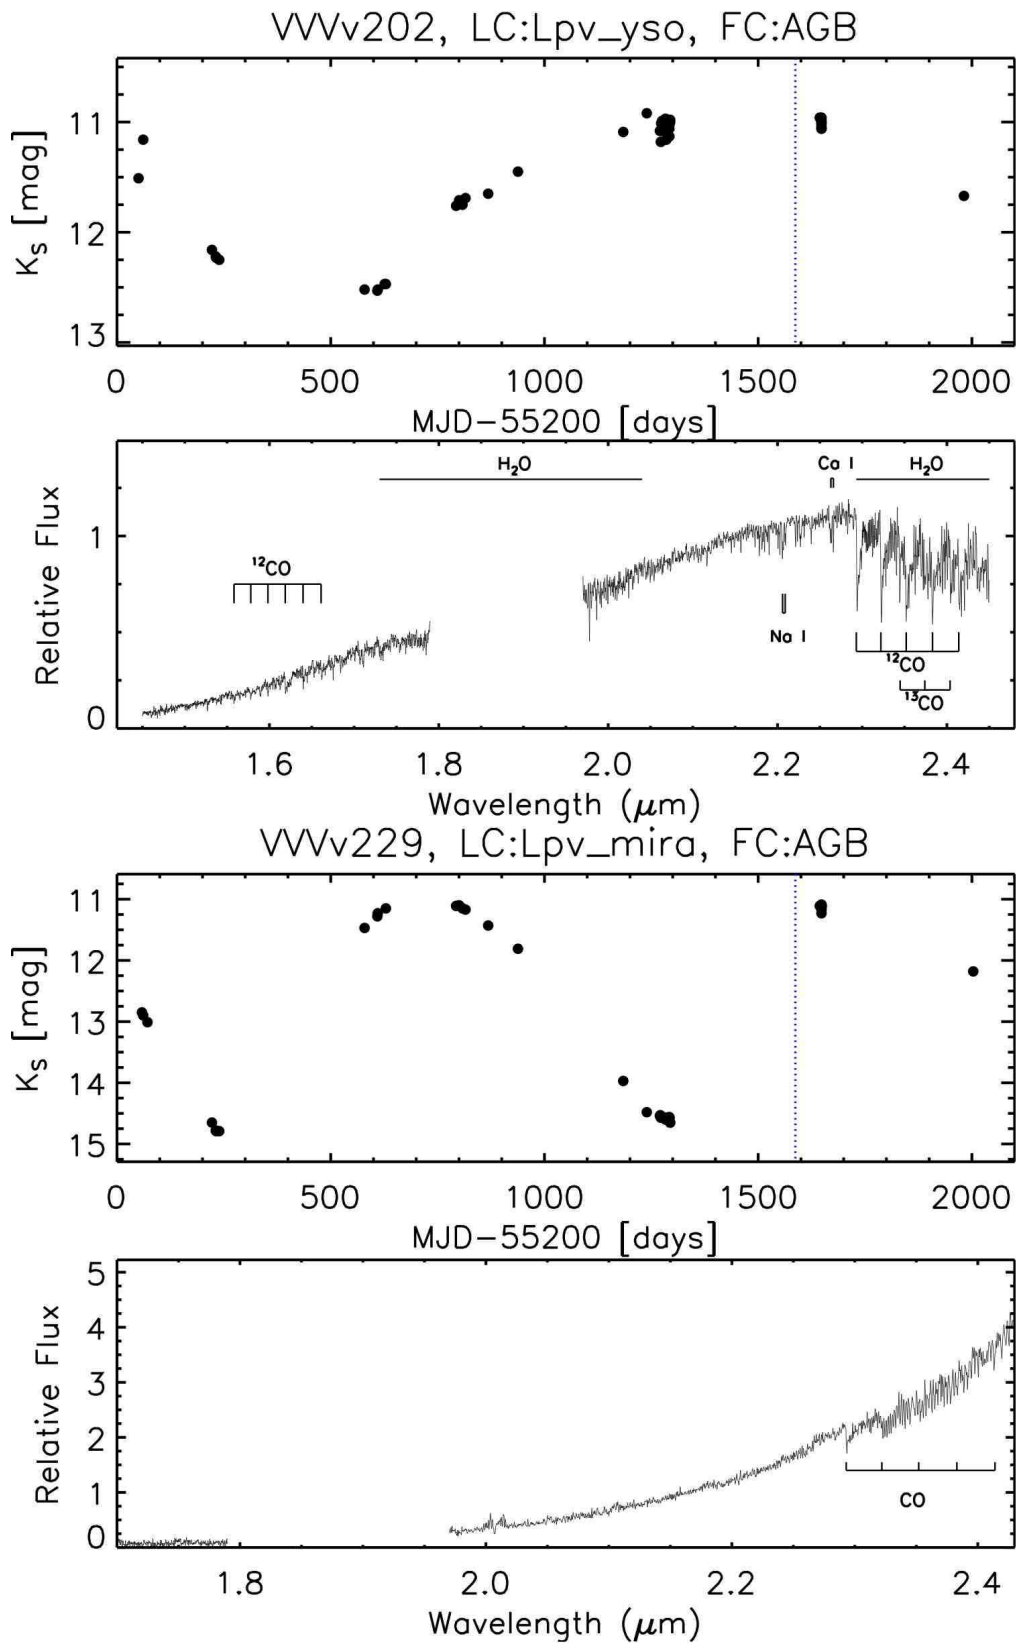 VVVv202, LC:Lpv_yso, FC:AGB
11
12
13
K_S [mag]
0 500 1000 1500 2000
MJD-55200 [days]
H₂O Ca I H₂O
1
¹²CO
Na I
¹²CO
¹³CO
0
Relative Flux
1.6 1.8 2.0 2.2 2.4
Wavelength (μm)
VVVv229, LC:Lpv_mira, FC:AGB
11
12
13
14
15
K_S [mag]
0 500 1000 1500 2000
MJD-55200 [days]
5
4
3
2
1
0
Relative Flux
CO
1.8 2.0 2.2 2.4
Wavelength (μm)